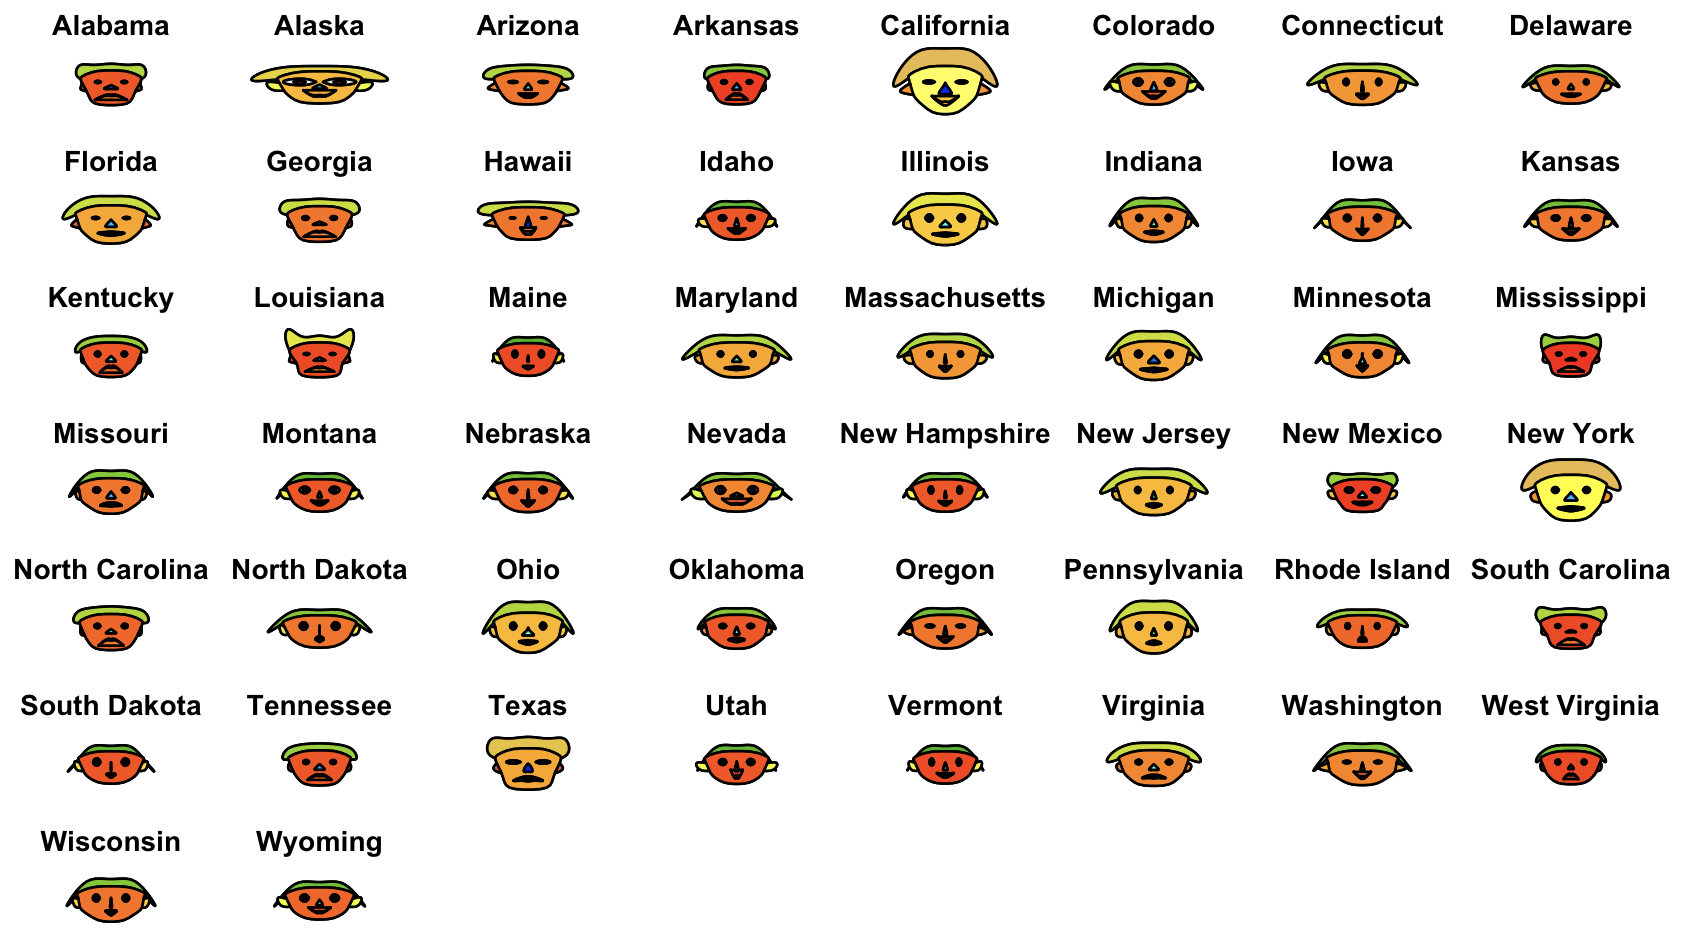 Alabama Alaska Arizona Arkansas California Colorado Connecticut Delaware
Florida Georgia Hawaii Idaho Illinois Indiana Iowa Kansas
Kentucky Louisiana Maine Maryland Massachusetts Michigan Minnesota Mississippi
Missouri Montana Nebraska Nevada New Hampshire New Jersey New Mexico New York
North Carolina North Dakota Ohio Oklahoma Oregon Pennsylvania Rhode Island South Carolina
South Dakota Tennessee Texas Utah Vermont Virginia Washington West Virginia
Wisconsin Wyoming